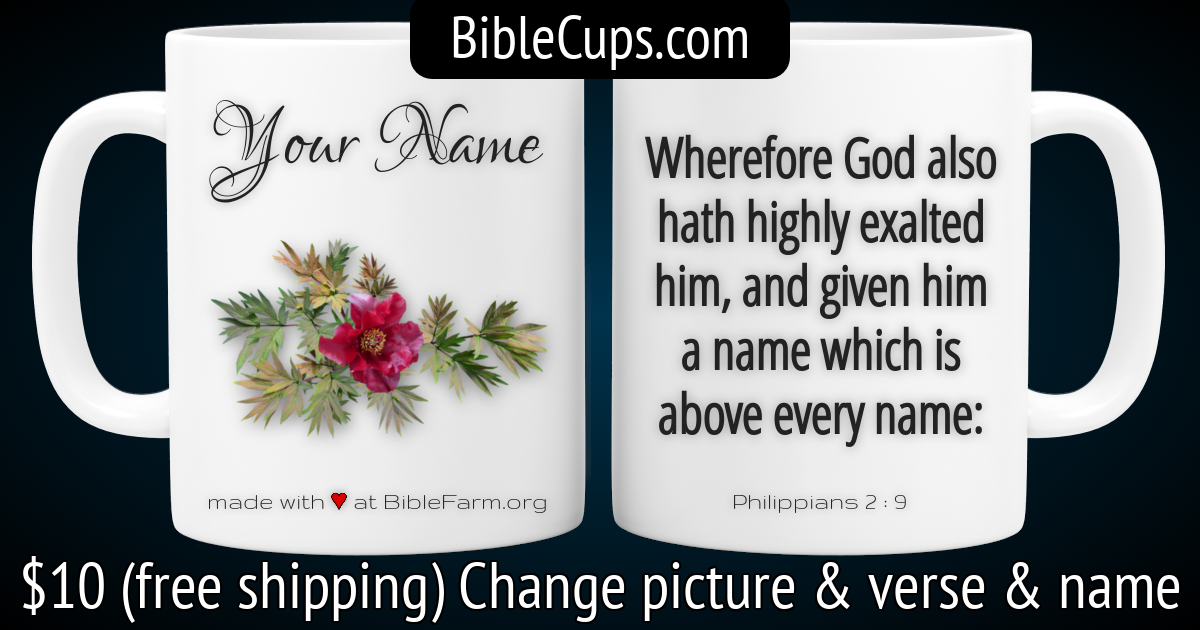 BibleCups.com
Your Name
made with ♥ at BibleFarm.org
Wherefore God also
hath highly exalted
him, and given him
a name which is
above every name:
Philippians 2 : 9
$10 (free shipping) Change picture & verse & name